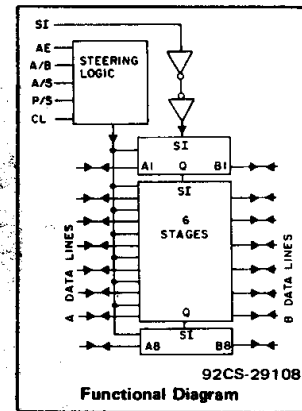 SI
AE
A/B
A/S
P/S
CL
STEERING
LOGIC
SI
A1 Q B1
SI
6
STAGES
A DATA LINES
B DATA LINES
Q
SI
A8 B8
92CS-29108
Functional Diagram